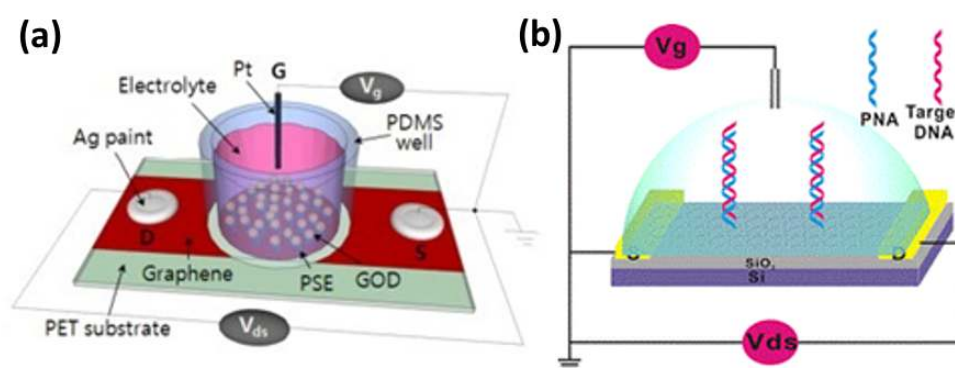 (a)
Pt
G
Vg
Electrolyte
PDMS
well
Ag paint
D
S
Graphene
PSE
GOD
PET substrate
Vds
(b)
Vg
PNA
Targe
DNA
S
D
SiO2
Si
Vds